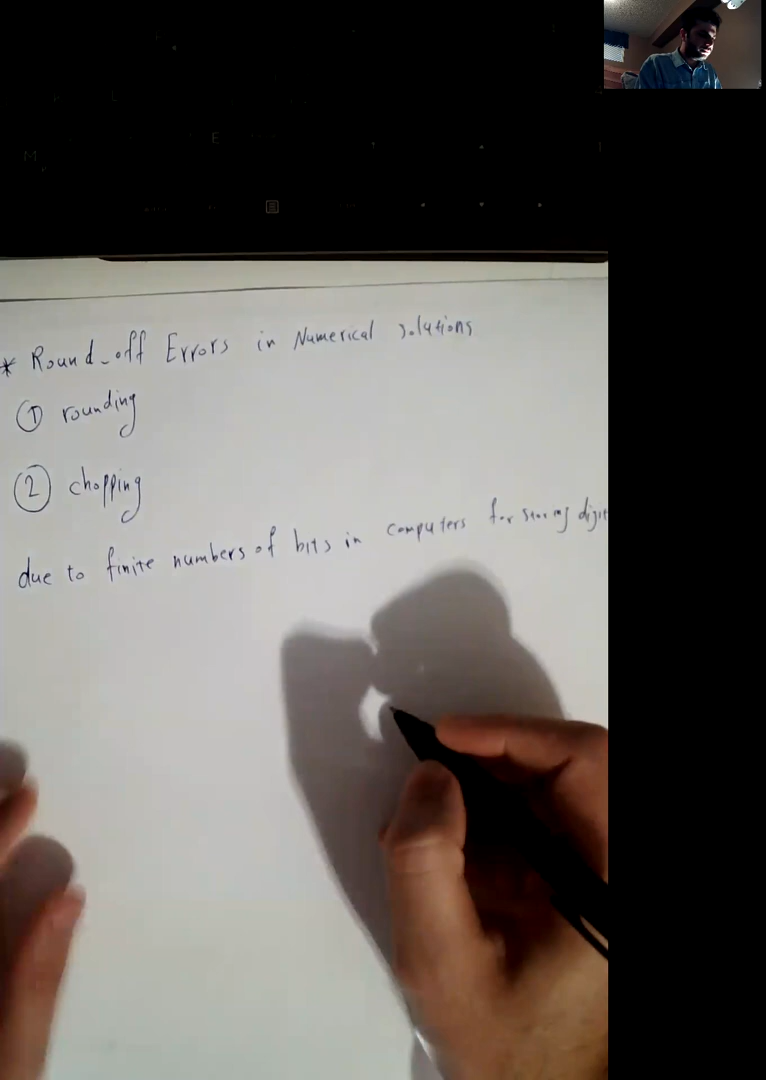 * Round-off Errors in Numerical solutions
① rounding
② chopping
due to finite numbers of bits in computers for storing digit